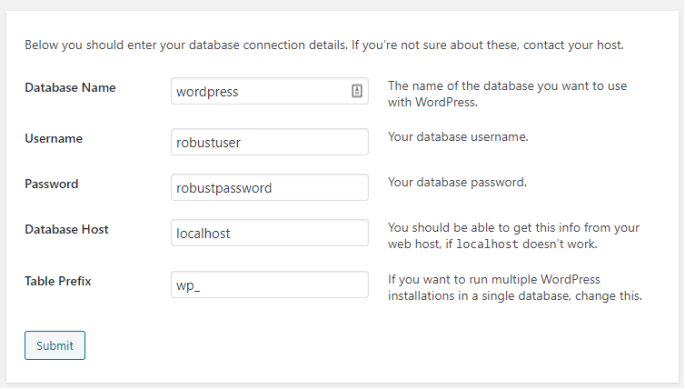 Below you should enter your database connection details. If you’re not sure about these, contact your host.
Database Name
wordpress
The name of the database you want to use
with WordPress.
Username
robustuser
Your database username.
Password
robustpassword
Your database password.
Database Host
localhost
You should be able to get this info from your
web host, if localhost doesn’t work.
Table Prefix
wp_
If you want to run multiple WordPress
installations in a single database, change this.
Submit